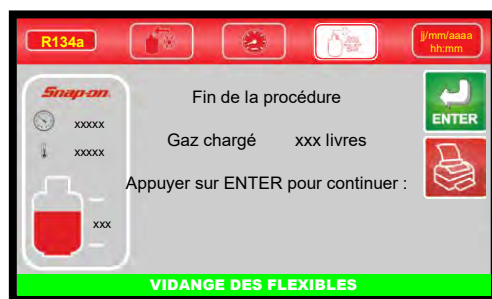 R134a
jj/mm/aaaa
hh:mm
Snap-on
xxxxx
xxxxx
xxx
Fin de la procédure
Gaz chargé xxx livres
Appuyer sur ENTER pour continuer :
ENTER
VIDANGE DES FLEXIBLES